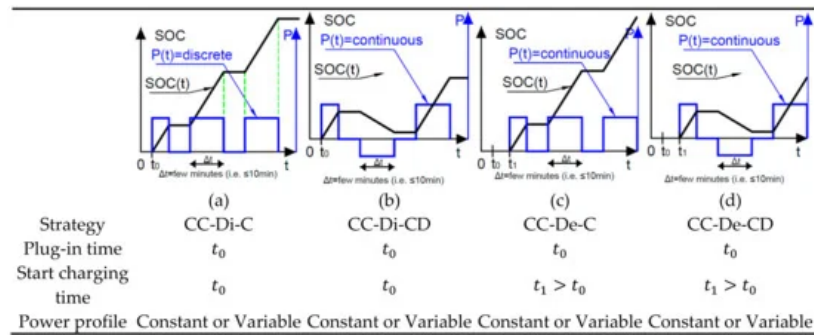 SOC
P
P(t)=discrete
SOC(t)
0 t₀
Δt
t
Δt=few minutes (i.e. ≤10min)
(a)
SOC
P
P(t)=continuous
SOC(t)
0 t₀
Δt
t
Δt=few minutes (i.e. ≤10min)
(b)
SOC
P
P(t)=continuous
SOC(t)
0 t₀ t₁
Δt
t
Δt=few minutes (i.e. ≤10min)
(c)
SOC
P
P(t)=continuous
SOC(t)
0 t₀ t₁
Δt
t
Δt=few minutes (i.e. ≤10min)
(d)
Strategy CC-Di-C CC-Di-CD CC-De-C CC-De-CD
Plug-in time t₀ t₀ t₀ t₀
Start charging
time t₀ t₀ t₁ > t₀ t₁ > t₀
Power profile Constant or Variable Constant or Variable Constant or Variable Constant or Variable